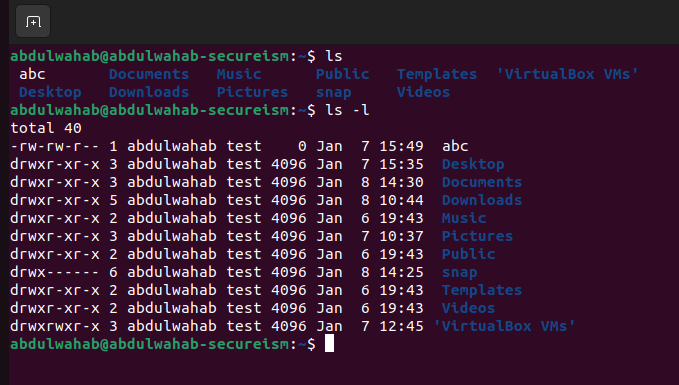 abdulwahab@abdulwahab-secureism:~$ ls
 abc       Documents   Music      Public   Templates  'VirtualBox VMs'
 Desktop   Downloads   Pictures   snap     Videos
abdulwahab@abdulwahab-secureism:~$ ls -l
total 40
-rw-rw-r-- 1 abdulwahab test    0 Jan  7 15:49  abc
drwxr-xr-x 3 abdulwahab test 4096 Jan  7 15:35  Desktop
drwxr-xr-x 3 abdulwahab test 4096 Jan  8 14:30  Documents
drwxr-xr-x 5 abdulwahab test 4096 Jan  8 10:44  Downloads
drwxr-xr-x 2 abdulwahab test 4096 Jan  6 19:43  Music
drwxr-xr-x 3 abdulwahab test 4096 Jan  7 10:37  Pictures
drwxr-xr-x 2 abdulwahab test 4096 Jan  6 19:43  Public
drwx------ 6 abdulwahab test 4096 Jan  8 14:25  snap
drwxr-xr-x 2 abdulwahab test 4096 Jan  6 19:43  Templates
drwxr-xr-x 2 abdulwahab test 4096 Jan  6 19:43  Videos
drwxrwxr-x 3 abdulwahab test 4096 Jan  7 12:45 'VirtualBox VMs'
abdulwahab@abdulwahab-secureism:~$